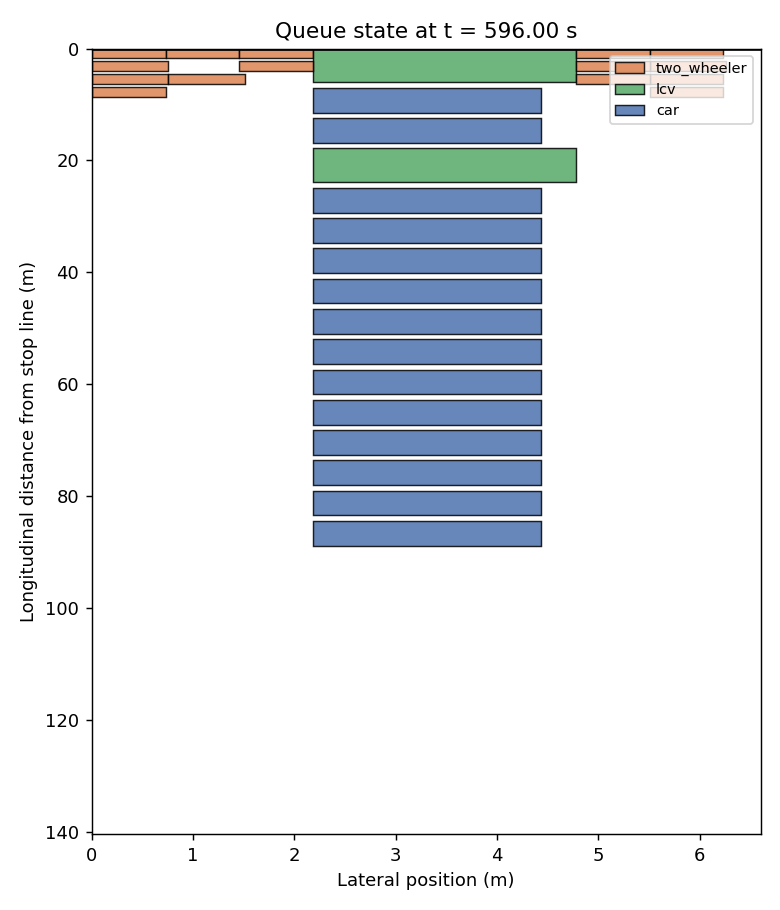 Queue state at t = 596.00 s
two_wheeler
lcv
car
Longitudinal distance from stop line (m)
0
20
40
60
80
100
120
140
0 1 2 3 4 5 6
Lateral position (m)